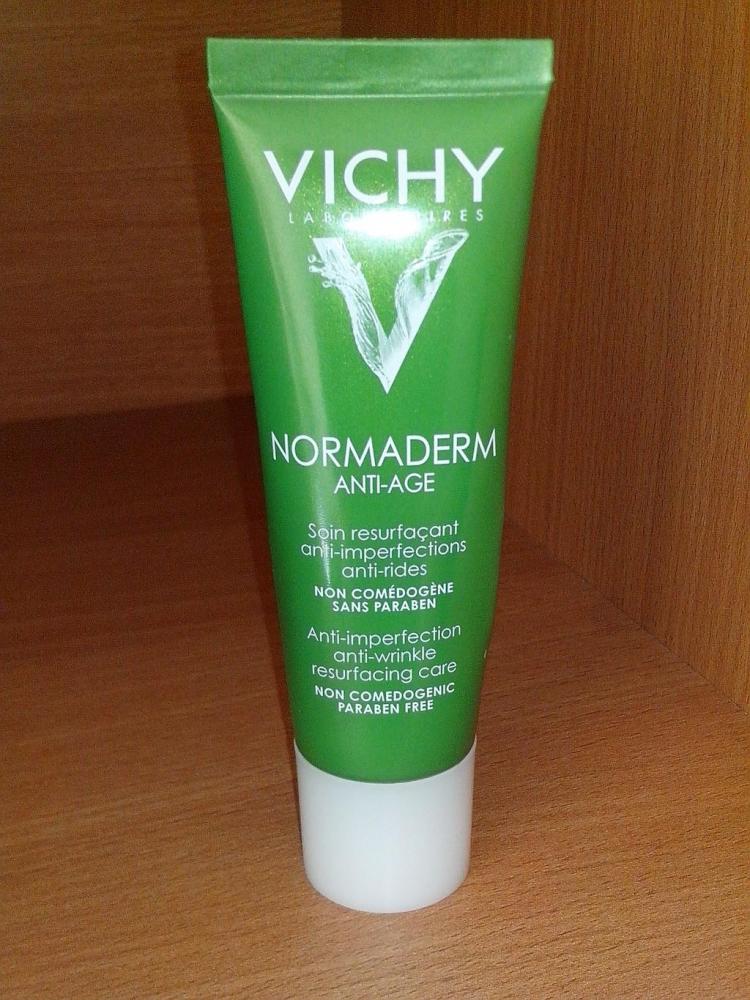 VICHY
LABORATOIRES
NORMADERM
ANTI-AGE
Soin resurfaçant
anti-imperfections
anti-rides
NON COMÉDOGÈNE
SANS PARABEN
Anti-imperfection
anti-wrinkle
resurfacing care
NON COMEDOGENIC
PARABEN FREE